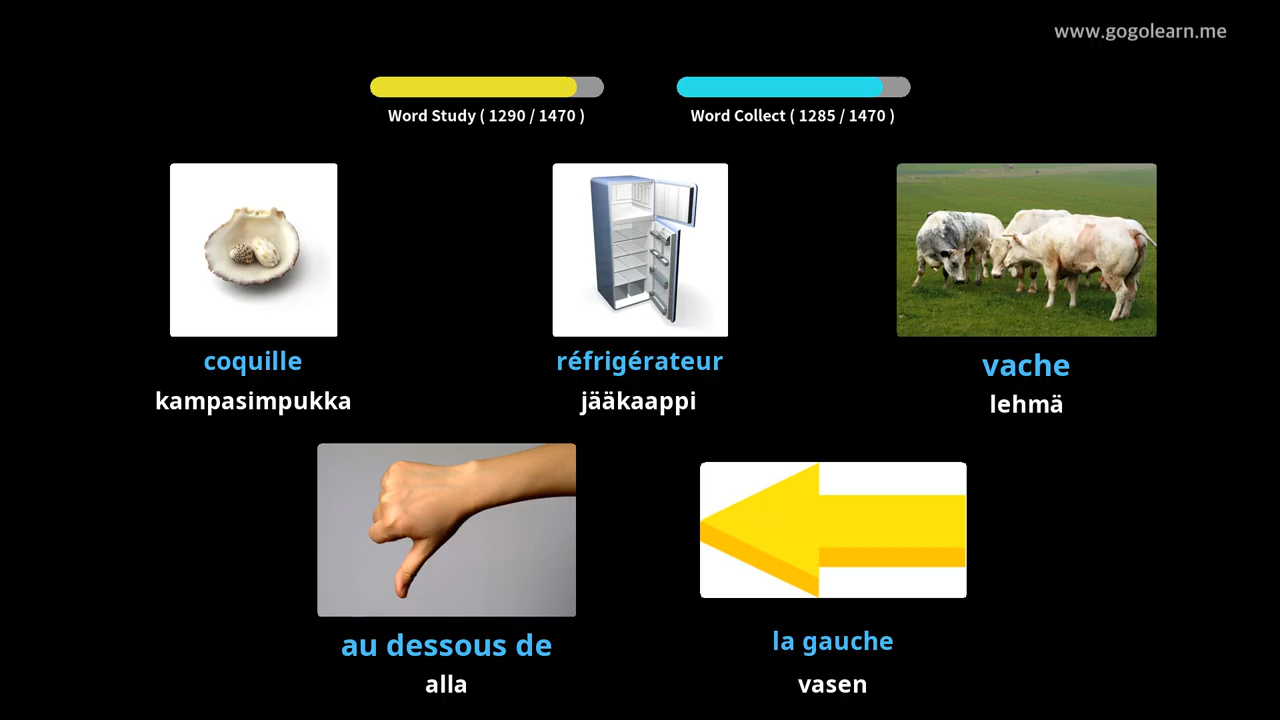 www.gogolearn.me
Word Study ( 1290 / 1470 )
Word Collect ( 1285 / 1470 )
coquille
kampasimpukka
réfrigérateur
jääkaappi
vache
lehmä
au dessous de
alla
la gauche
vasen